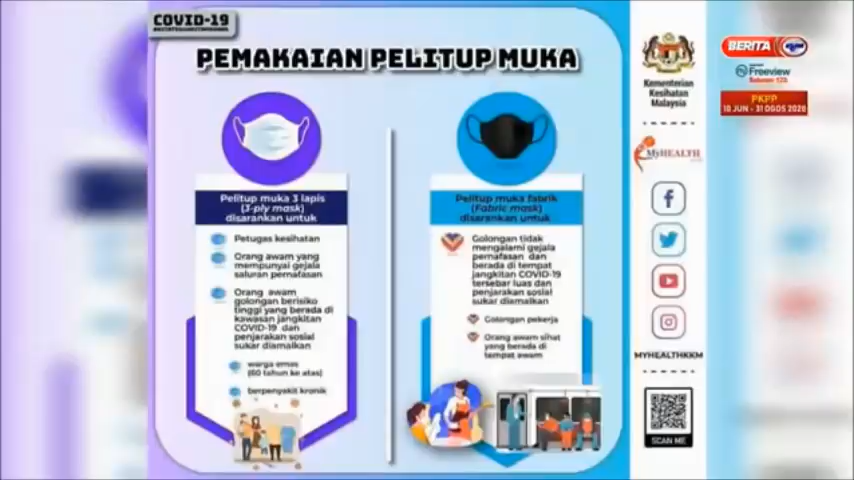 COVID-19
PEMAKAIAN PELITUP MUKA
Pelitup muka 3 lapis
(3-ply mask)
disarankan untuk
Petugas kesihatan
Orang awam yang
mempunyai gejala
saluran pernafasan
Orang awam
golongan berisiko
tinggi yang berada di
kawasan jangkitan
COVID-19 dan
penjarakan sosial
sukar diamalkan
warga emas
(60 tahun ke atas)
berpenyakit kronik
Pelitup muka fabrik
(Fabric mask)
disarankan untuk
Golongan tidak
mengalami gejala
pernafasan dan
berada di tempat
jangkitan COVID-19
tersebar luas dan
penjarakan sosial
sukar diamalkan
Golongan pekerja
Orang awam sihat
yang berada di
tempat awam
Kementerian
Kesihatan
Malaysia
MyHEALTH
MYHEALTHKKM
SCAN ME
BERITA
Freeview
Saluran 123
PKPP
10 JUN - 31 OGOS 2020